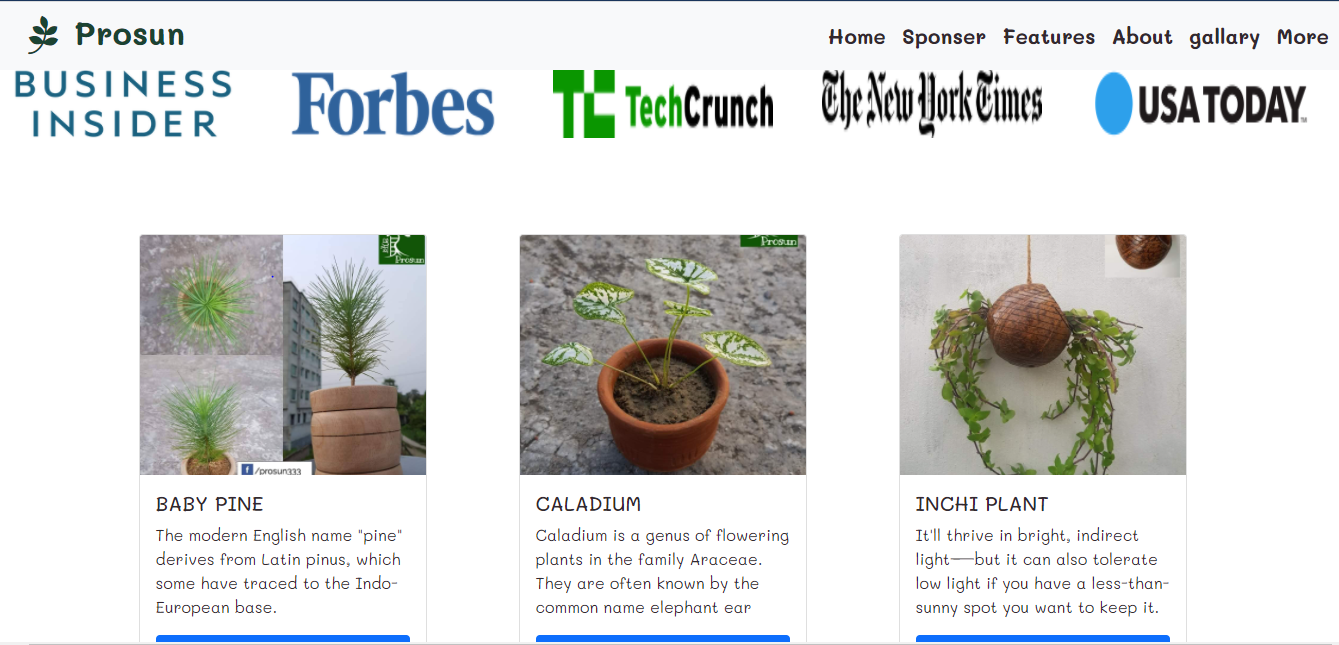 Prosun
Home Sponser Features About gallary More
BUSINESS
INSIDER
Forbes
TC TechCrunch
The New York Times
USA TODAY
TM
Prosun
f /prosun333
Prosun
BABY PINE
The modern English name "pine"
derives from Latin pinus, which
some have traced to the Indo-
European base.
CALADIUM
Caladium is a genus of flowering
plants in the family Araceae.
They are often known by the
common name elephant ear
INCHI PLANT
It'll thrive in bright, indirect
light—–but it can also tolerate
low light if you have a less-than-
sunny spot you want to keep it.